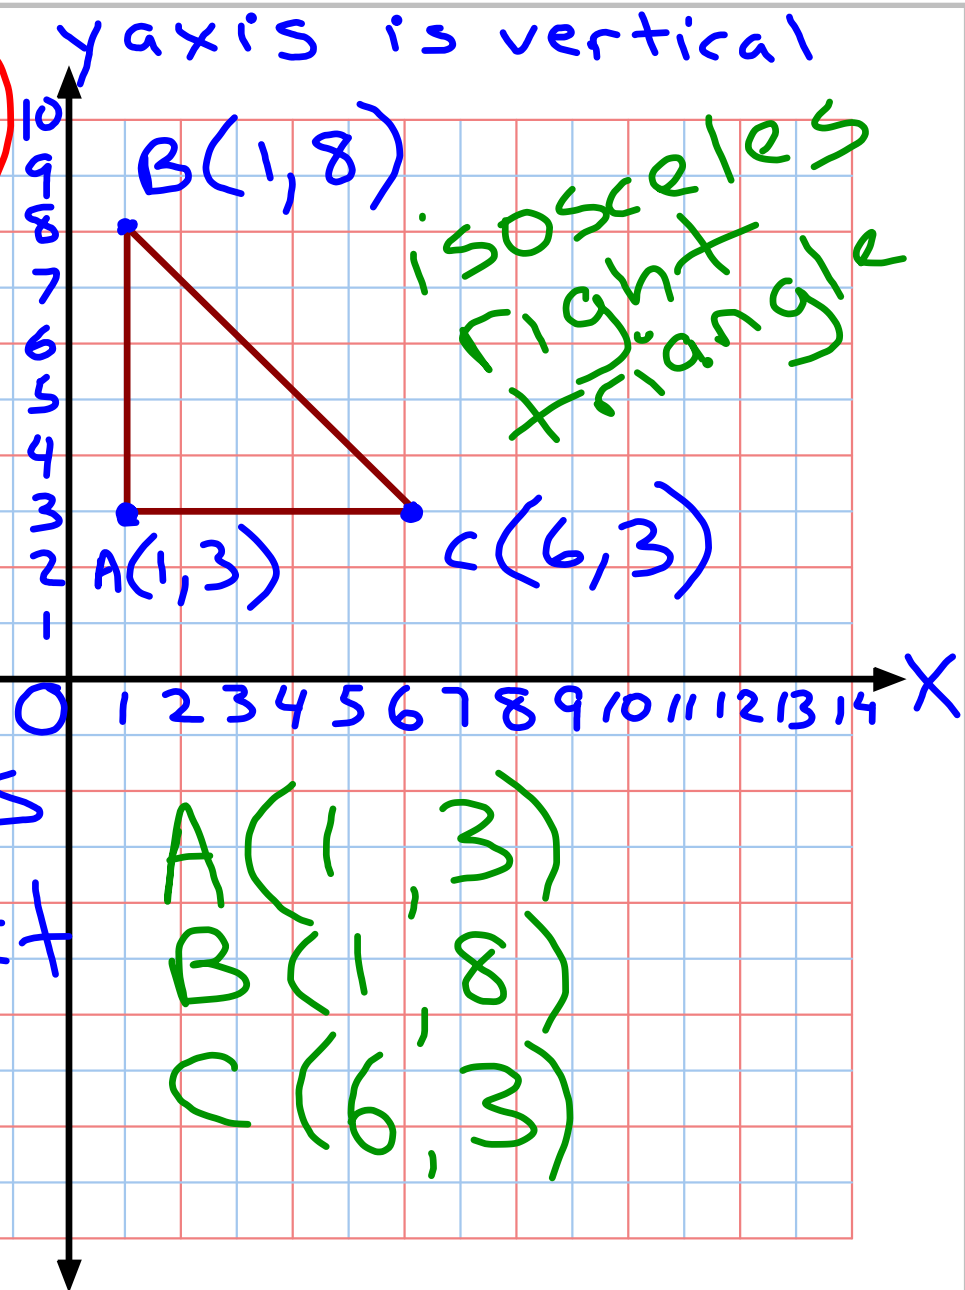 y axis is vertical
10
B(1,8)
9
8
7
6
5
4
3
2
1
isosceles
right
triangle
A(1,3)
C(6,3)
X
0 1 2 3 4 5 6 7 8 9 10 11 12 13 14
A(1,3)
B(1,8)
C(6,3)